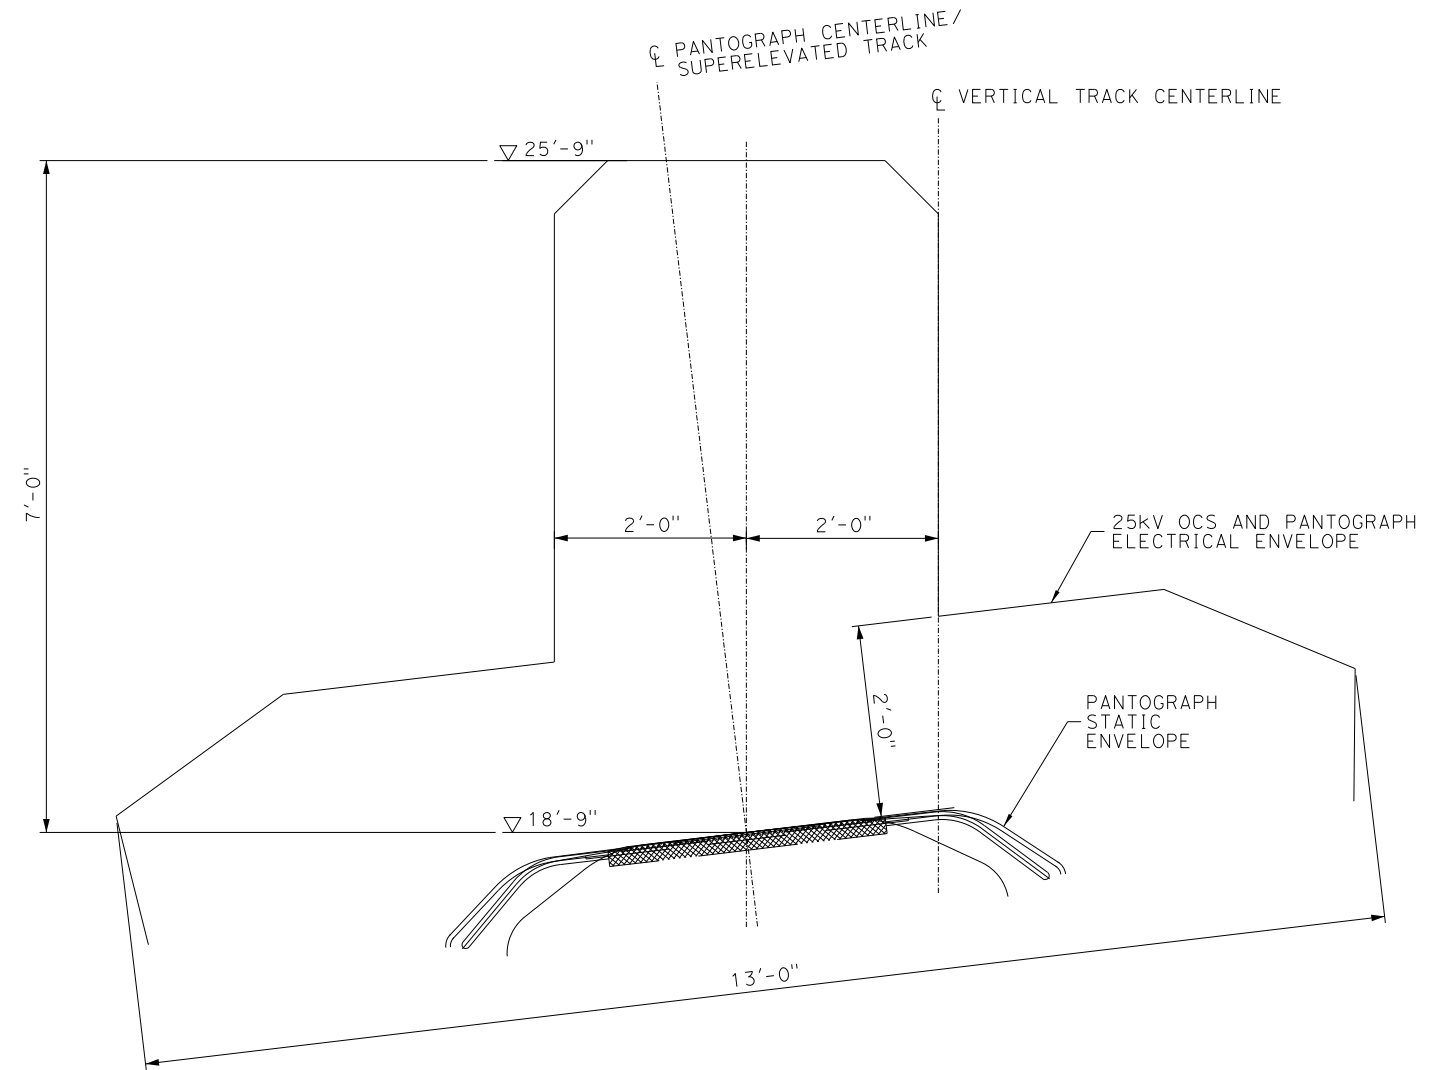 ℄ PANTOGRAPH CENTERLINE/
SUPERELEVATED TRACK
℄ VERTICAL TRACK CENTERLINE
25'-9"
7'-0"
2'-0"
2'-0"
25kV OCS AND PANTOGRAPH
ELECTRICAL ENVELOPE
2'-0"
PANTOGRAPH
STATIC
ENVELOPE
18'-9"
13'-0"